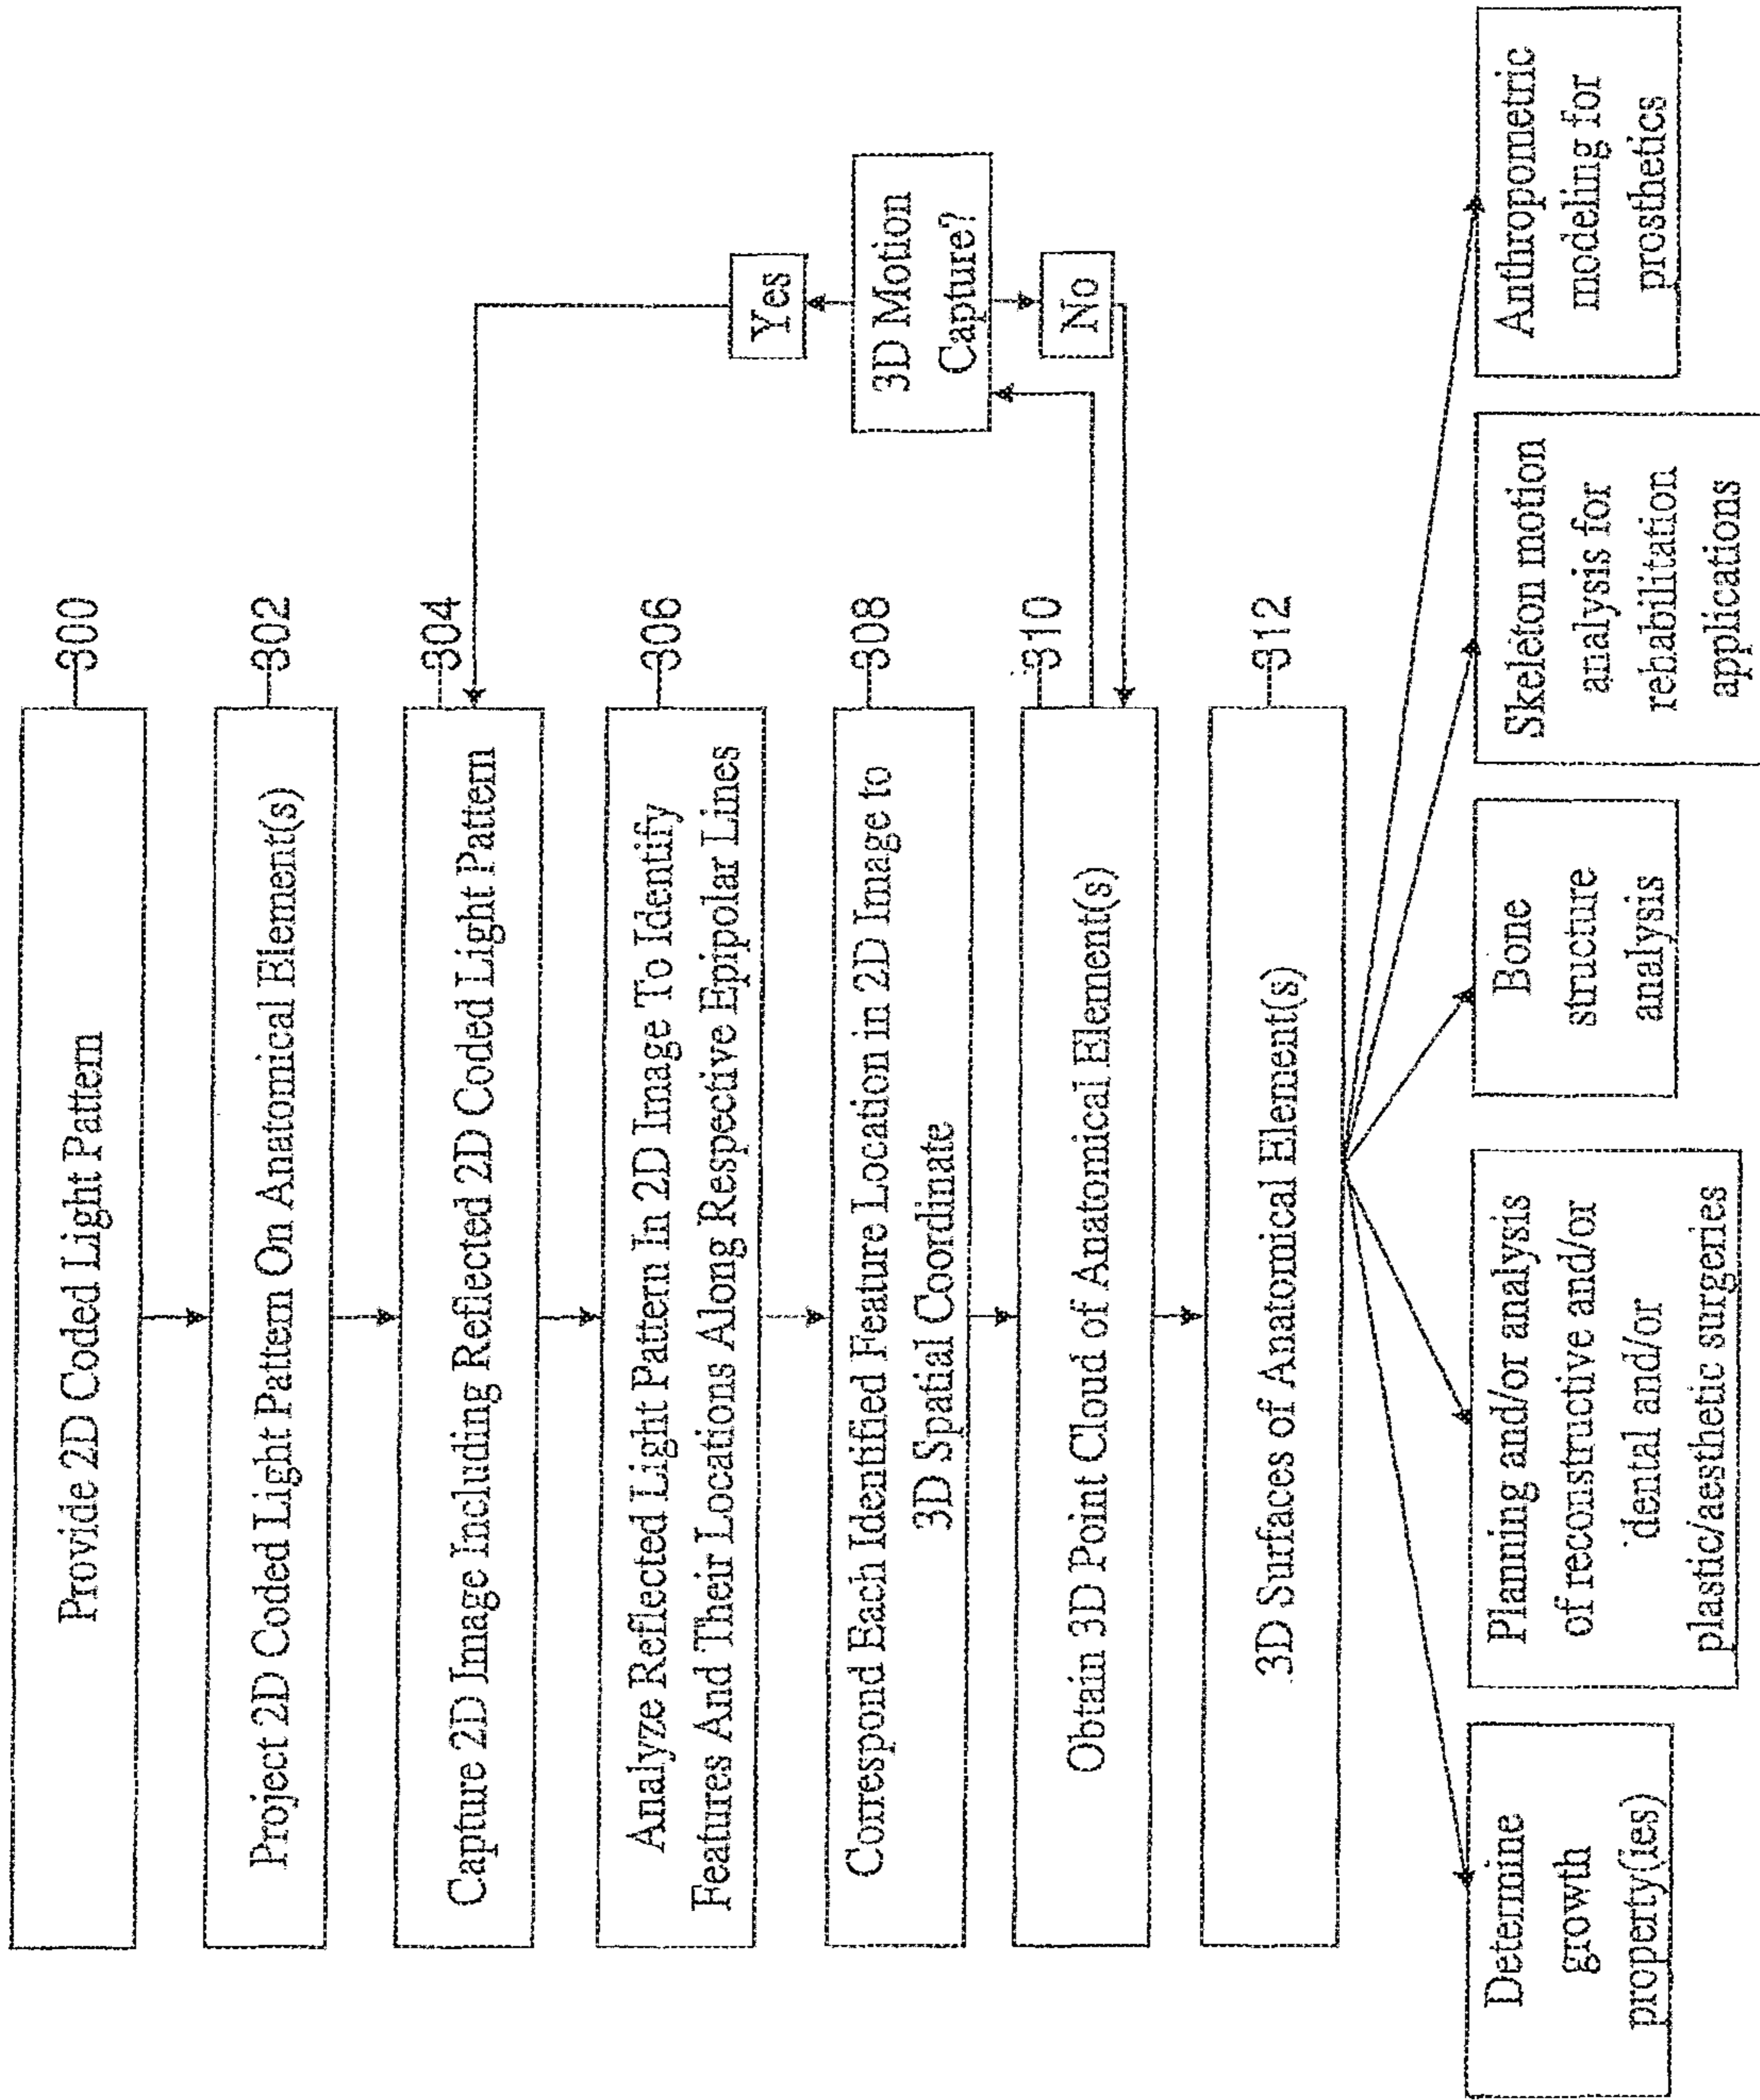 Provide 2D Coded Light Pattern
300
Project 2D Coded Light Pattern On Anatomical Element(s)
302
Capture 2D Image Including Reflected 2D Coded Light Pattern
304
Analyze Reflected Light Pattern In 2D Image To Identify
Features And Their Locations Along Respective Epipolar Lines
306
Correspond Each Identified Feature Location in 2D Image to
3D Spatial Coordinate
308
Obtain 3D Point Cloud of Anatomical Element(s)
310
3D Surfaces of Anatomical Element(s)
312
Yes
3D Motion
Capture?
No
Determine
growth
property(ies)
Planning and/or analysis
of reconstructive and/or
dental and/or
plastic/aesthetic surgeries
Bone
structure
analysis
Skeleton motion
analysis for
rehabilitation
applications
Anthropometric
modeling for
prosthetics